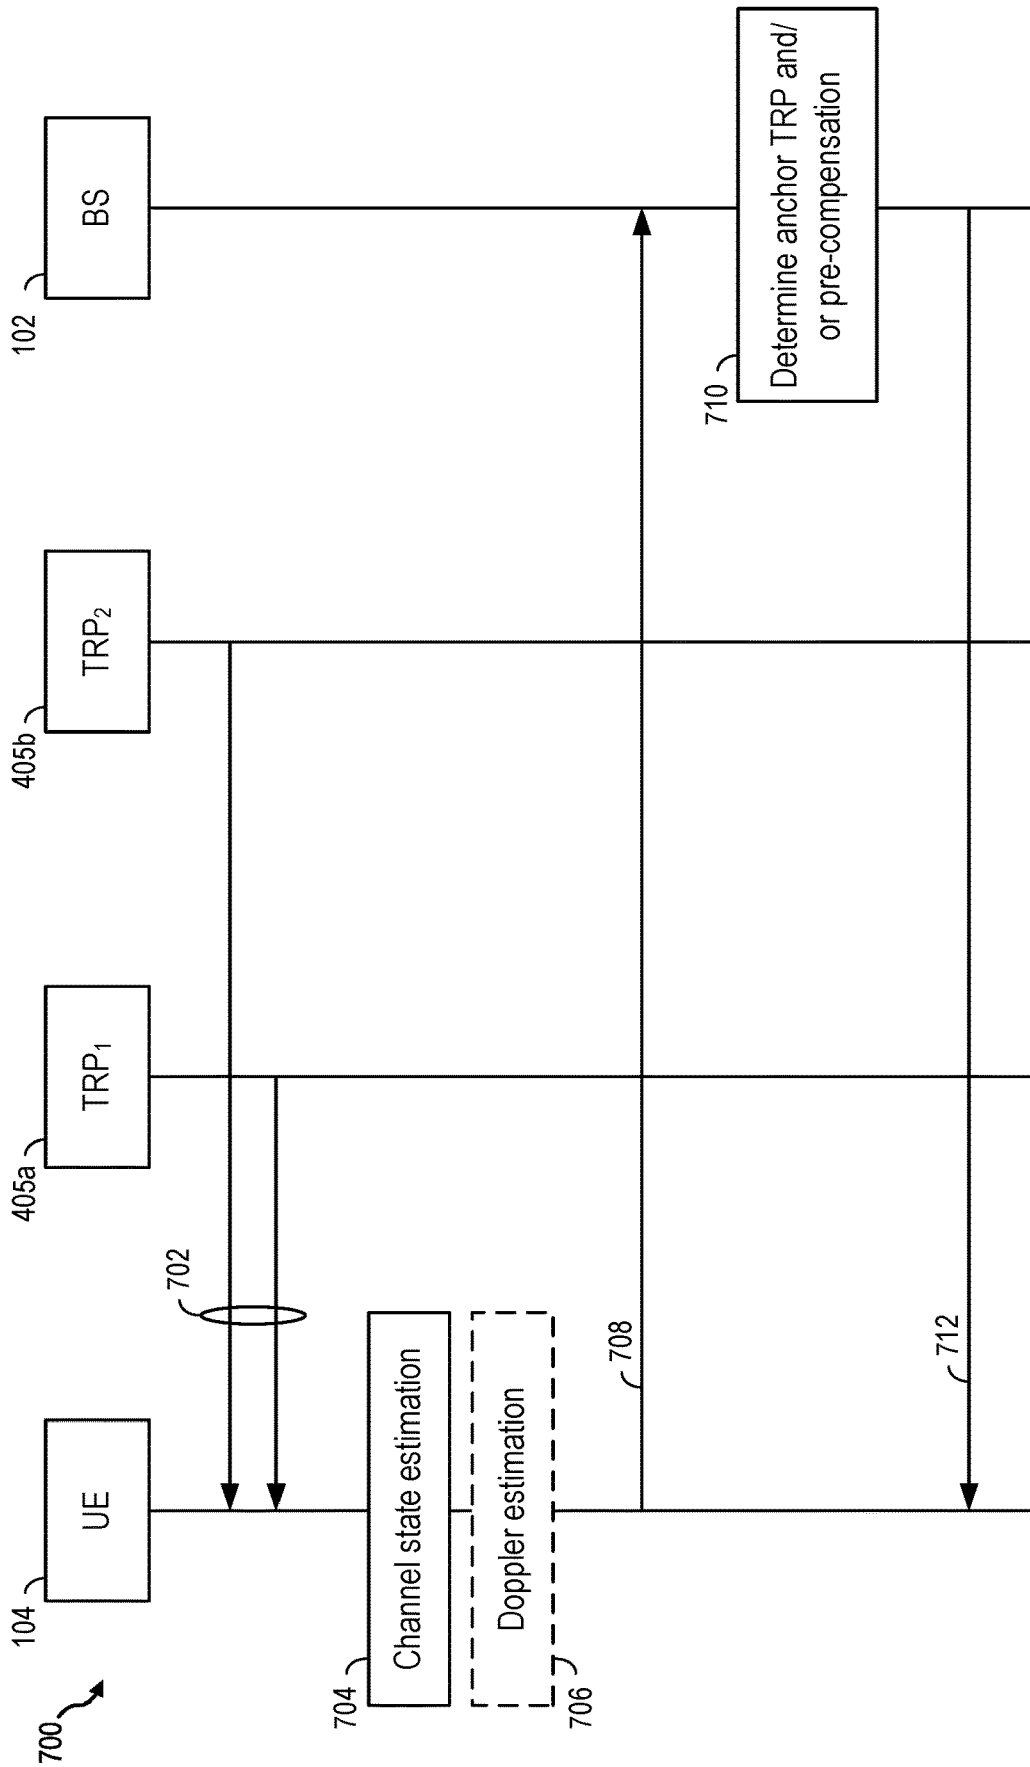 700
104
UE
405a
TRP1
405b
TRP2
102
BS
702
704
Channel state estimation
706
Doppler estimation
708
710
Determine anchor TRP and/
or pre-compensation
712